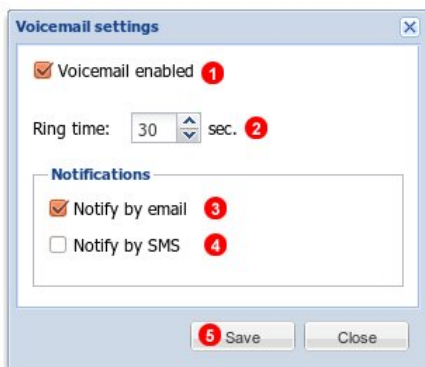 Voicemail settings
Voicemail enabled 1
Ring time: 30 sec. 2
Notifications
Notify by email 3
Notify by SMS 4
5 Save Close